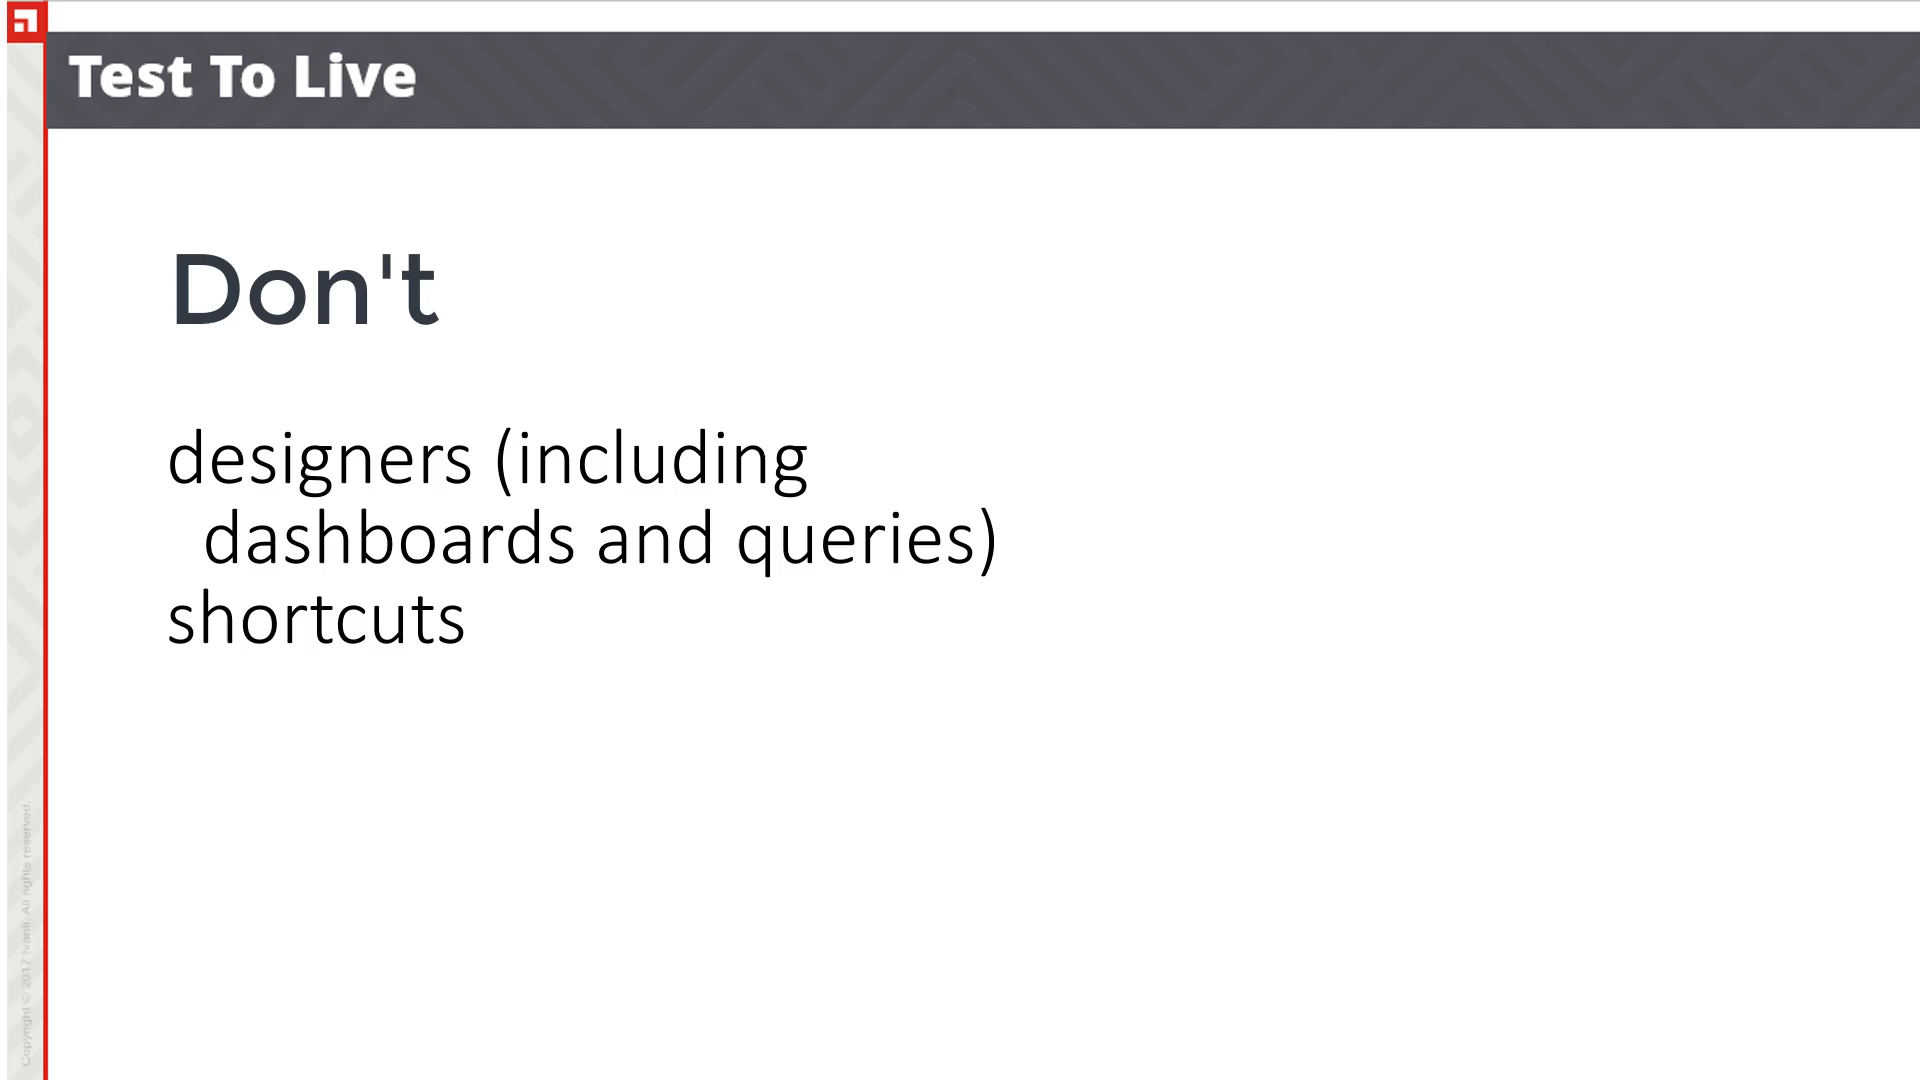 Test To Live
Don't
designers (including
dashboards and queries)
shortcuts
Copyright © 2017 Ivanti. All rights reserved.